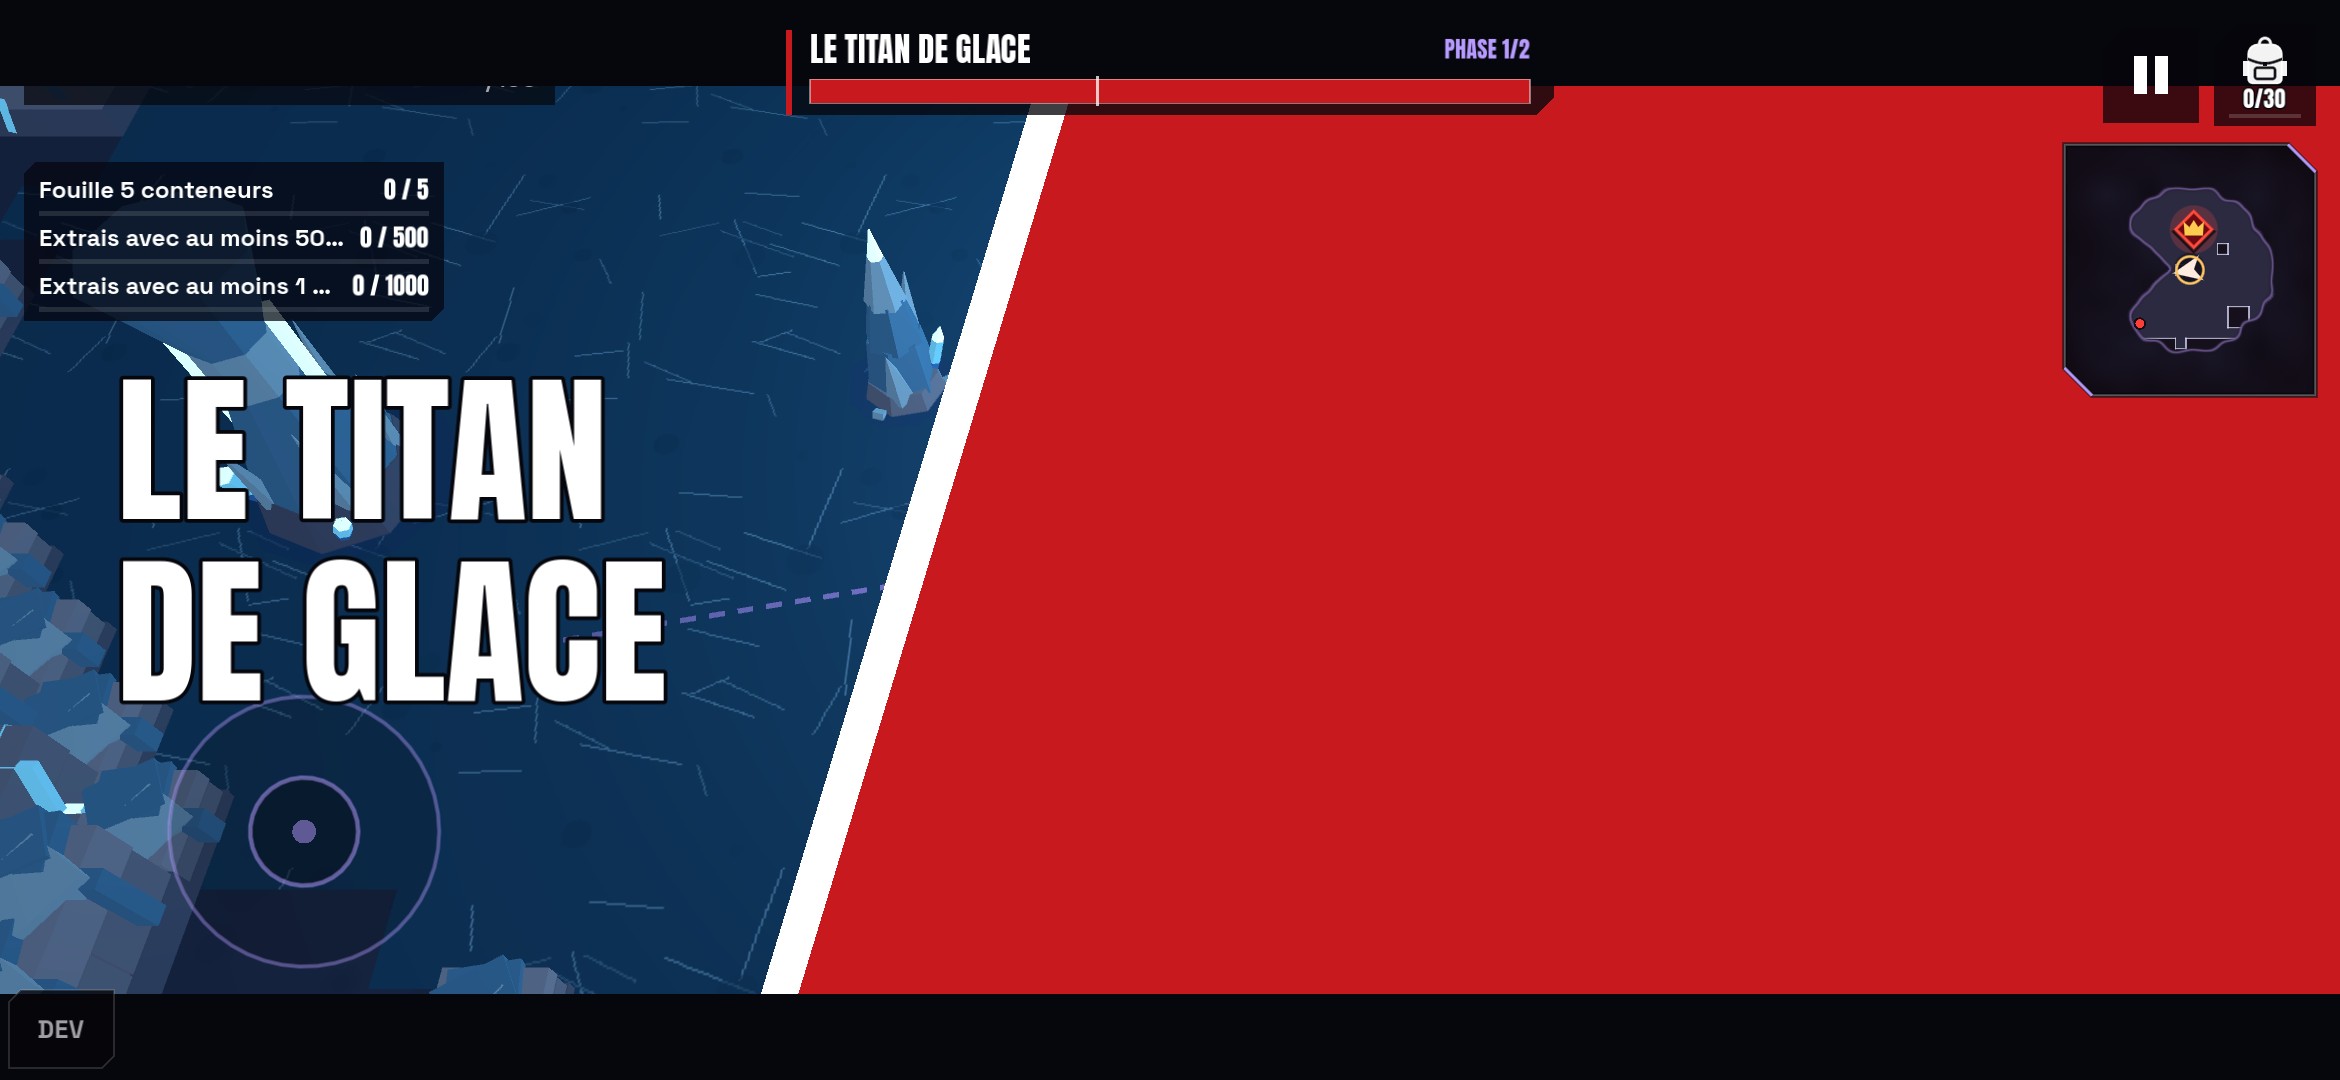 LE TITAN DE GLACE
PHASE 1/2
0/30
Fouille 5 conteneurs 0 / 5
Extrais avec au moins 50... 0 / 500
Extrais avec au moins 1 ... 0 / 1000
LE TITAN
DE GLACE
DEV